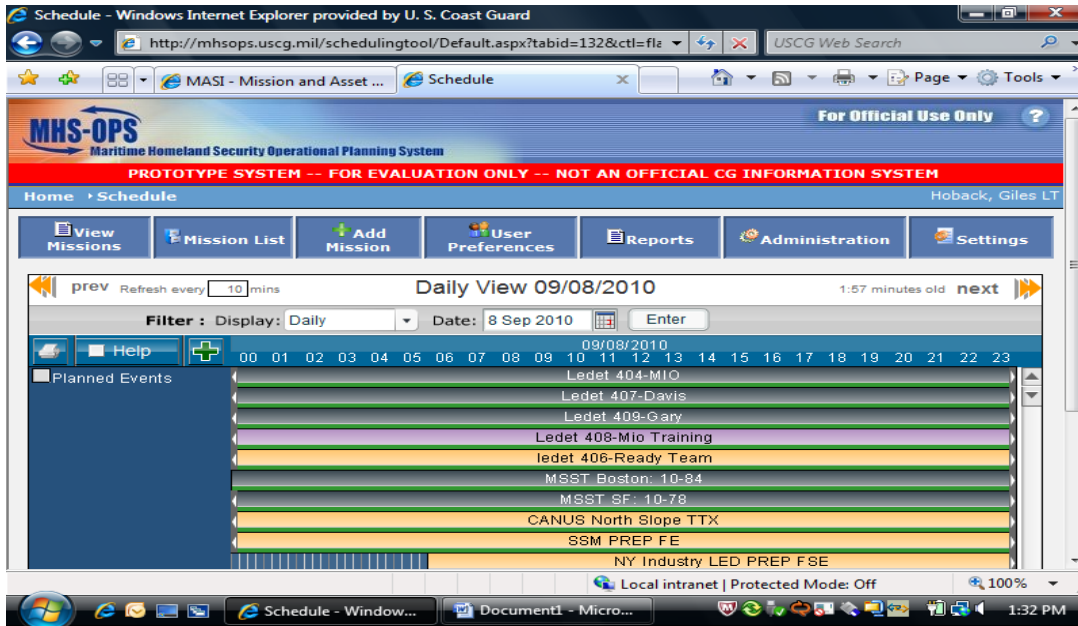 Schedule - Windows Internet Explorer provided by U. S. Coast Guard
http://mhsops.uscg.mil/schedulingtool/Default.aspx?tabid=132&ctl=fla
USCG Web Search
MASI - Mission and Asset ...
Schedule
Page
Tools
MHS-OPS
Maritime Homeland Security Operational Planning System
For Official Use Only
?
PROTOTYPE SYSTEM -- FOR EVALUATION ONLY -- NOT AN OFFICIAL CG INFORMATION SYSTEM
Home Schedule
Hoback, Giles LT
View Missions
Mission List
Add Mission
User Preferences
Reports
Administration
Settings
prev Refresh every 10 mins Daily View 09/08/2010 1:57 minutes old next
Filter : Display: Daily Date: 8 Sep 2010 Enter
Help
09/08/2010
00 01 02 03 04 05 06 07 08 09 10 11 12 13 14 15 16 17 18 19 20 21 22 23
Planned Events
Ledet 404-MIO
Ledet 407-Davis
Ledet 409-Gary
Ledet 408-Mio Training
ledet 406-Ready Team
MSST Boston: 10-84
MSST SF: 10-78
CANUS North Slope TTX
SSM PREP FE
NY Industry LED PREP FSE
Local intranet | Protected Mode: Off
100%
Schedule - Window...
Document1 - Micro...
1:32 PM